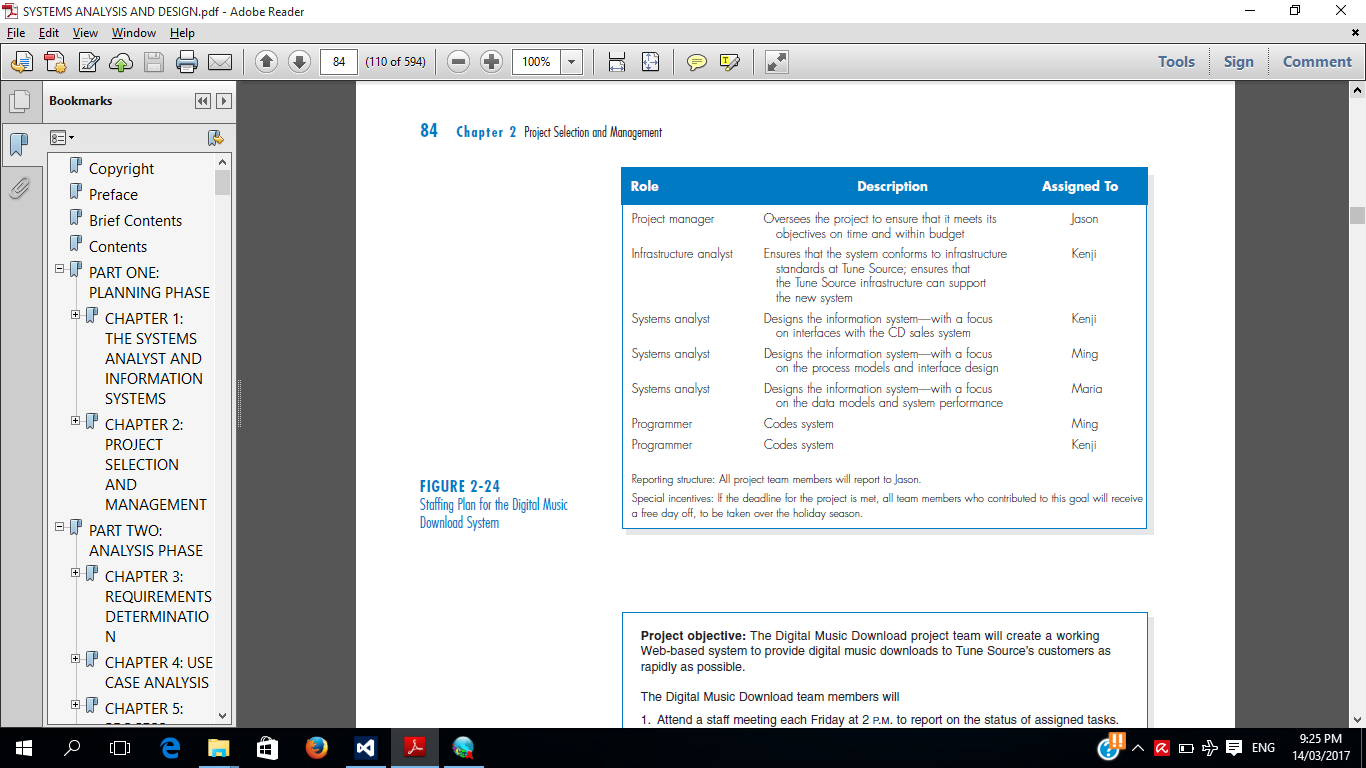 SYSTEMS ANALYSIS AND DESIGN.pdf - Adobe Reader
File Edit View Window Help
84 (110 of 594) 100% Tools Sign Comment
Bookmarks
Copyright
Preface
Brief Contents
Contents
PART ONE:
PLANNING PHASE
CHAPTER 1:
THE SYSTEMS
ANALYST AND
INFORMATION
SYSTEMS
CHAPTER 2:
PROJECT
SELECTION
AND
MANAGEMENT
PART TWO:
ANALYSIS PHASE
CHAPTER 3:
REQUIREMENTS
DETERMINATIO
N
CHAPTER 4: USE
CASE ANALYSIS
CHAPTER 5:
84 Chapter 2 Project Selection and Management
Role Description Assigned To
Project manager Oversees the project to ensure that it meets its Jason
objectives on time and within budget
Infrastructure analyst Ensures that the system conforms to infrastructure Kenji
standards at Tune Source; ensures that
the Tune Source infrastructure can support
the new system
Systems analyst Designs the information system—with a focus Kenji
on interfaces with the CD sales system
Systems analyst Designs the information system—with a focus Ming
on the process models and interface design
Systems analyst Designs the information system—with a focus Maria
on the data models and system performance
Programmer Codes system Ming
Programmer Codes system Kenji
Reporting structure: All project team members will report to Jason.
Special incentives: If the deadline for the project is met, all team members who contributed to this goal will receive
a free day off, to be taken over the holiday season.
FIGURE 2-24
Staffing Plan for the Digital Music
Download System
Project objective: The Digital Music Download project team will create a working
Web-based system to provide digital music downloads to Tune Source's customers as
rapidly as possible.
The Digital Music Download team members will
1. Attend a staff meeting each Friday at 2 P.M. to report on the status of assigned tasks.
ENG
9:25 PM
14/03/2017